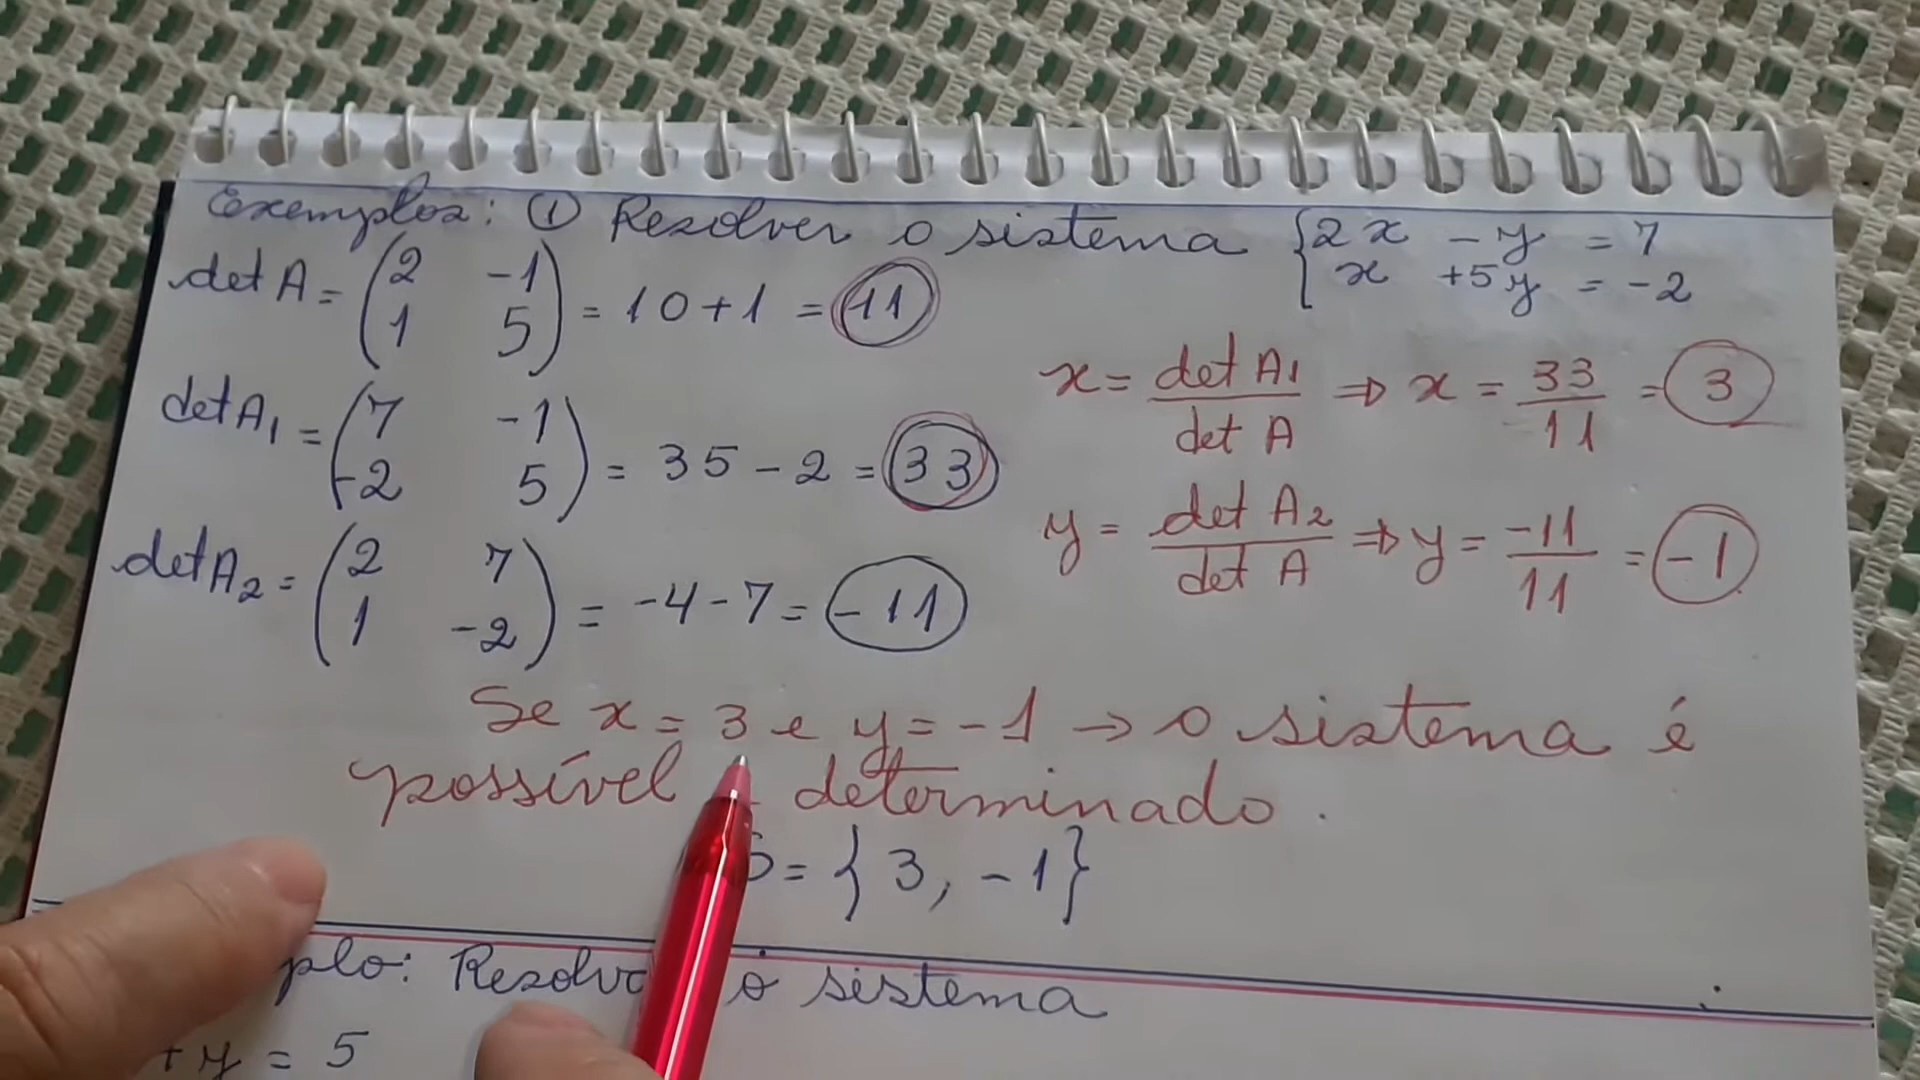 Exemplos: ① Resolver o sistema {2x - y = 7
x + 5y = -2
det A = (2 -1
1 5) = 10 + 1 = 11
det A1 = (7 -1
-2 5) = 35 - 2 = 33
det A2 = (2 7
1 -2) = -4 - 7 = -11
x = det A1 / det A ⇒ x = 33 / 11 = 3
y = det A2 / det A ⇒ y = -11 / 11 = -1
Se x = 3 e y = -1 → o sistema é
possível determinado.
S = {3, -1}
plo: Resolv o sistema
+ y = 5